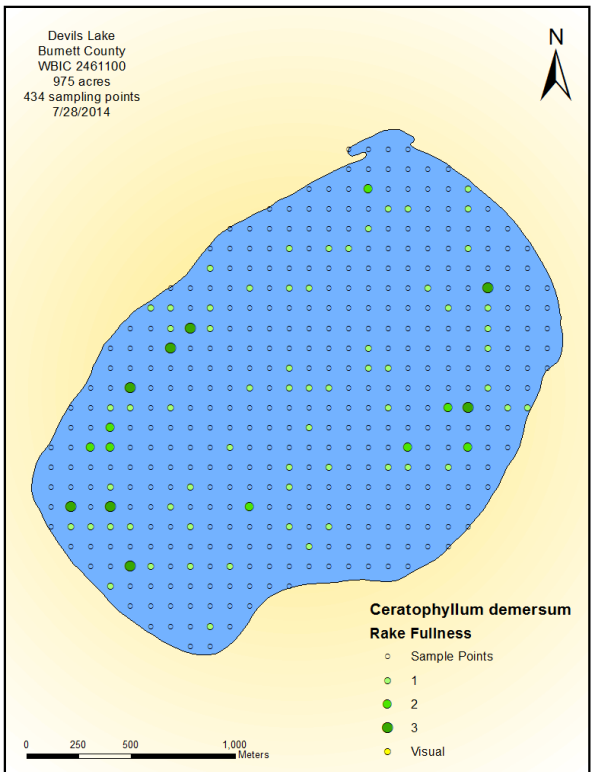 Devils Lake
Burnett County
WBIC 2461100
975 acres
434 sampling points
7/28/2014
N
Ceratophyllum demersum
Rake Fullness
Sample Points
1
2
3
Visual
0 250 500 1,000
Meters